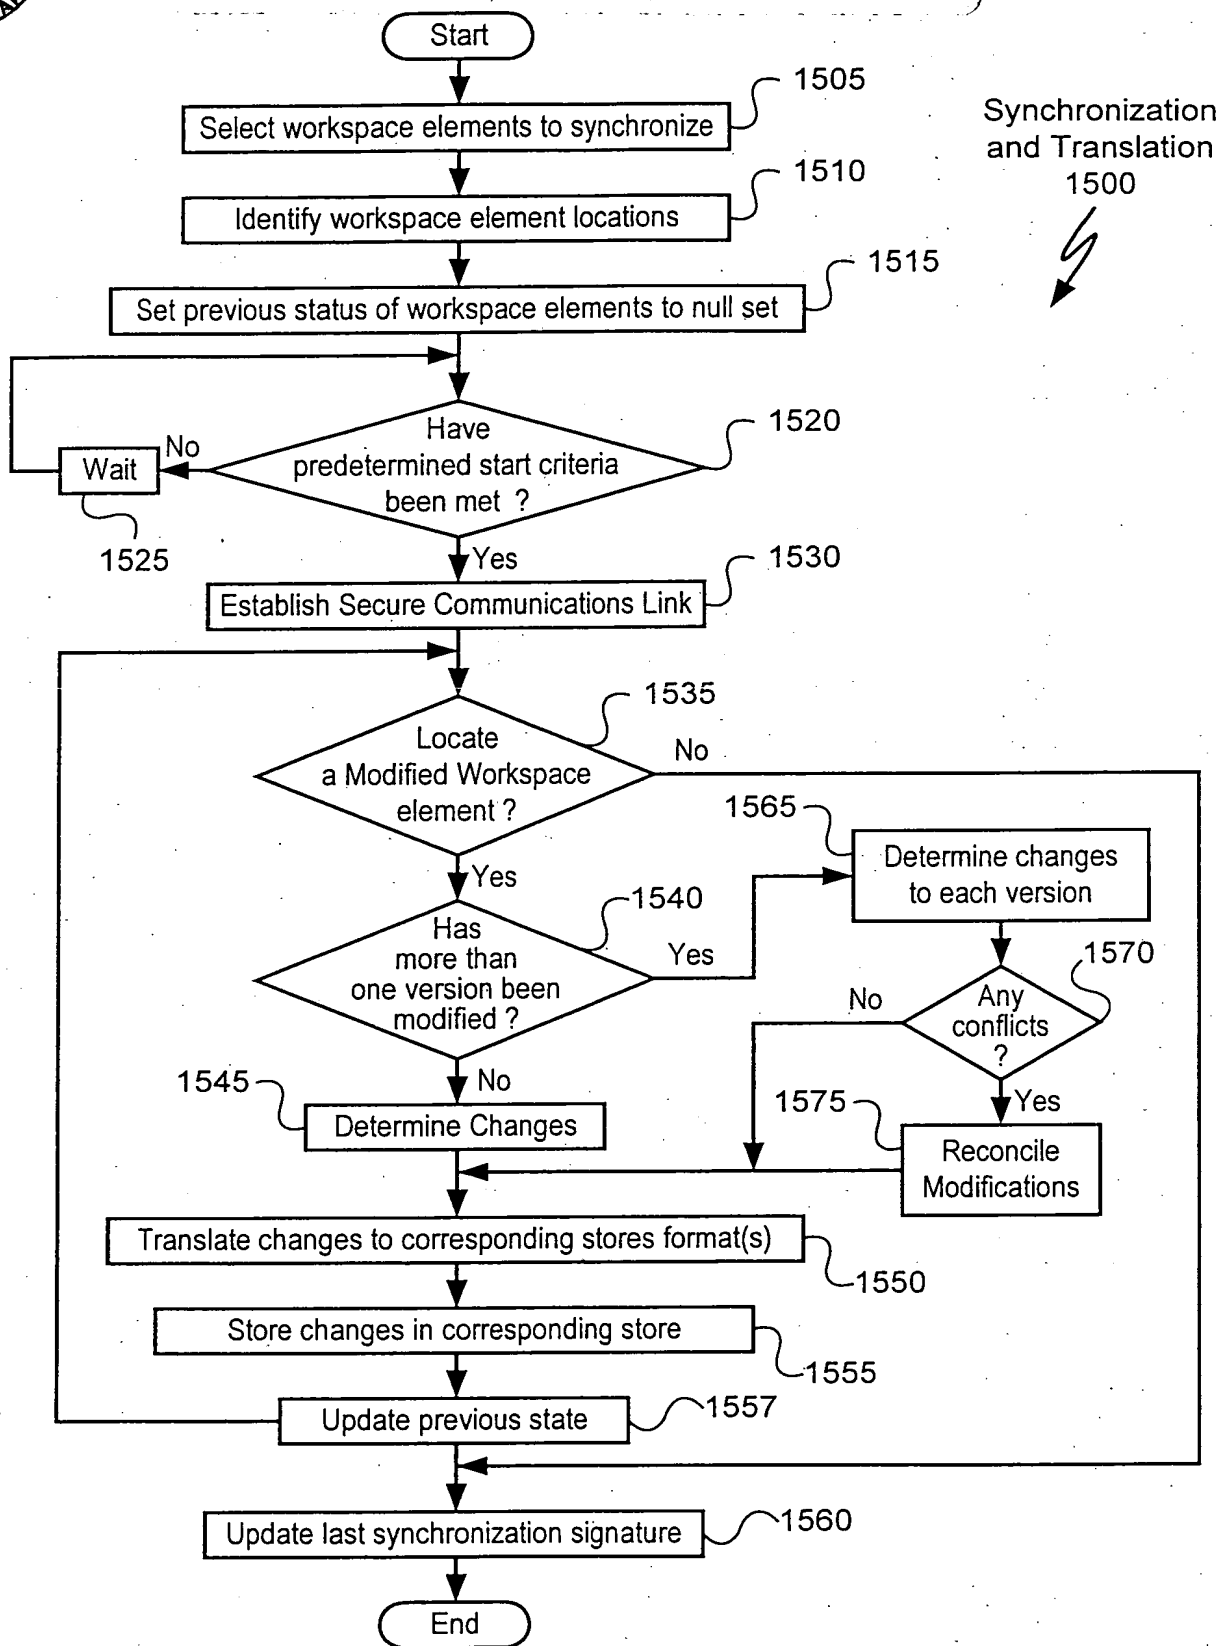 Start
1505
Select workspace elements to synchronize
Synchronization
and Translation
1500
1510
Identify workspace element locations
1515
Set previous status of workspace elements to null set
1520
Have
predetermined start criteria
been met ?
No
Wait
1525
Yes
1530
Establish Secure Communications Link
1535
Locate
a Modified Workspace
element ?
No
Yes
1565
Determine changes
to each version
1540
Has
more than
one version been
modified ?
Yes
1570
Any
conflicts
?
No
Yes
No
1545
Determine Changes
1575
Reconcile
Modifications
Translate changes to corresponding stores format(s)
1550
Store changes in corresponding store
1555
Update previous state
1557
Update last synchronization signature
1560
End